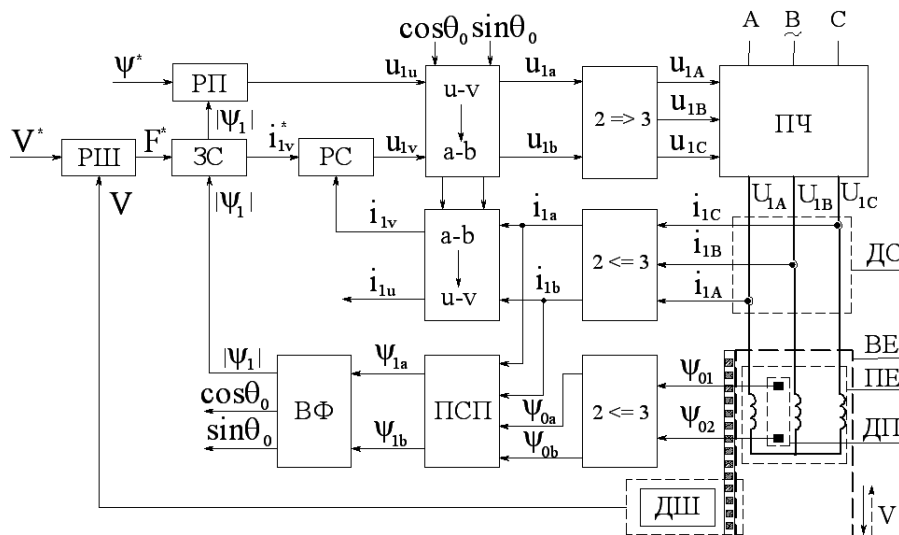 A B C
~
cosθ₀ sinθ₀
ψ* РП u₁ᵤ u-v u₁ₐ u₁A
|ψ₁| 2 => 3 u₁B ПЧ
V* РШ F* ЗС i*₁ᵥ РС u₁ᵥ a-b u₁b u₁C
V |ψ₁| U₁A U₁B U₁C
i₁ᵥ a-b i₁ₐ i₁C
2 <= 3 i₁B ДС
i₁ᵤ u-v i₁b i₁A
ВЕ
|ψ₁| ψ₁ₐ ψ₀₁ ПЕ
cosθ₀ ВФ ПСП ψ₀ₐ 2 <= 3
sinθ₀ ψ₁b ψ₀b ψ₀₂ ДП
ДШ V